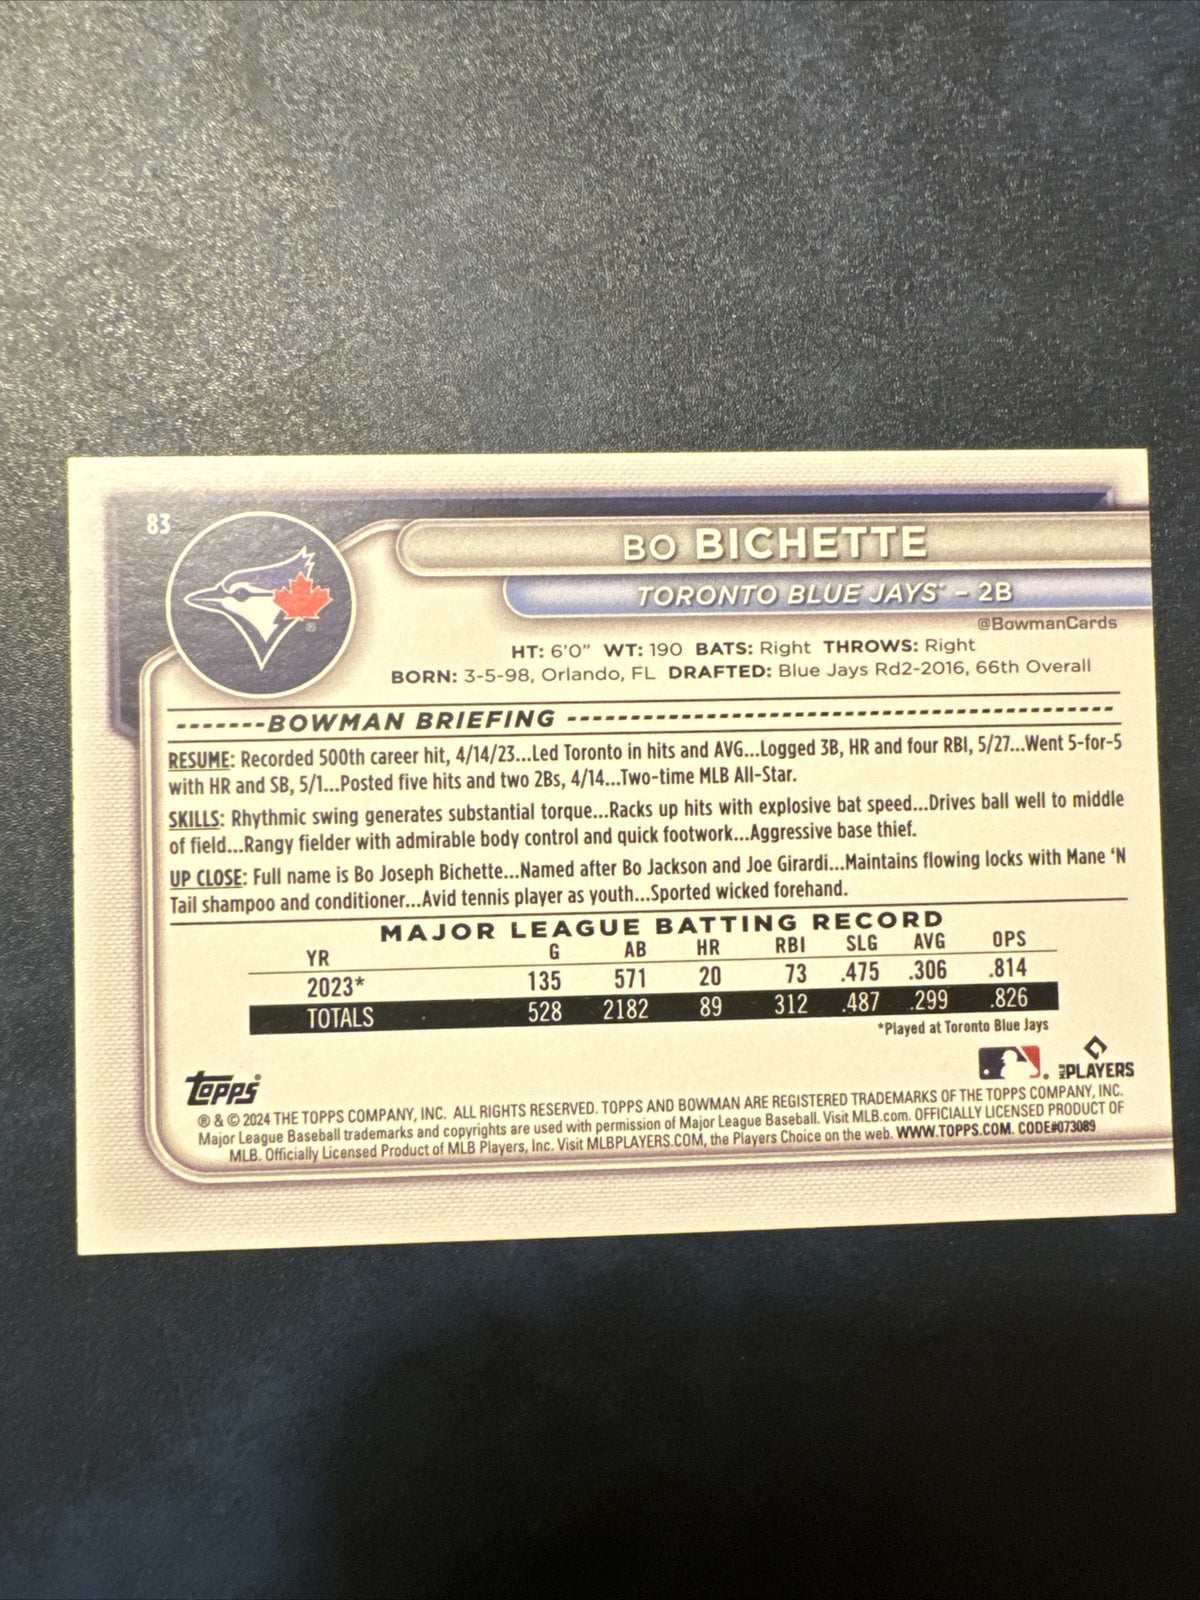 83
BO BICHETTE
TORONTO BLUE JAYS - 2B
@BowmanCards
HT: 6'0" WT: 190 BATS: Right THROWS: Right
BORN: 3-5-98, Orlando, FL DRAFTED: Blue Jays Rd2-2016, 66th Overall
BOWMAN BRIEFING
RESUME: Recorded 500th career hit, 4/14/23...Led Toronto in hits and AVG...Logged 3B, HR and four RBI, 5/27...Went 5-for-5
with HR and SB, 5/1...Posted five hits and two 2Bs, 4/14...Two-time MLB All-Star.
SKILLS: Rhythmic swing generates substantial torque...Racks up hits with explosive bat speed...Drives ball well to middle
of field...Rangy fielder with admirable body control and quick footwork...Aggressive base thief.
UP CLOSE: Full name is Bo Joseph Bichette...Named after Bo Jackson and Joe Girardi...Maintains flowing locks with Mane 'N
Tail shampoo and conditioner...Avid tennis player as youth...Sported wicked forehand.
MAJOR LEAGUE BATTING RECORD
YR G AB HR RBI SLG AVG OPS
2023* 135 571 20 73 .475 .306 .814
TOTALS 528 2182 89 312 .487 .299 .826
*Played at Toronto Blue Jays
Topps
PLAYERS
® & © 2024 THE TOPPS COMPANY, INC. ALL RIGHTS RESERVED. TOPPS AND BOWMAN ARE REGISTERED TRADEMARKS OF THE TOPPS COMPANY, INC.
Major League Baseball trademarks and copyrights are used with permission of Major League Baseball. Visit MLB.com. OFFICIALLY LICENSED PRODUCT OF
MLB. Officially Licensed Product of MLB Players, Inc. Visit MLBPLAYERS.COM, the Players Choice on the web. WWW.TOPPS.COM. CODE#073089